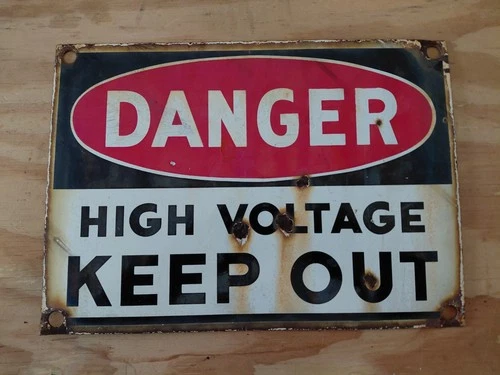 DANGER
HIGH VOLTAGE
KEEP OUT